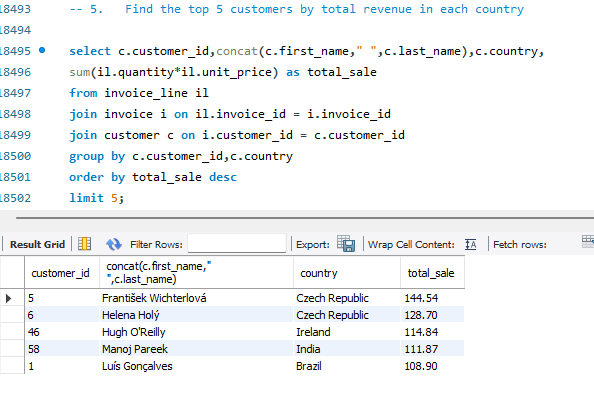 18493 -- 5. Find the top 5 customers by total revenue in each country
18494
18495 select c.customer_id,concat(c.first_name," ",c.last_name),c.country,
18496 sum(il.quantity*il.unit_price) as total_sale
18497 from invoice_line il
18498 join invoice i on il.invoice_id = i.invoice_id
18499 join customer c on i.customer_id = c.customer_id
18500 group by c.customer_id,c.country
18501 order by total_sale desc
18502 limit 5;
Result Grid Filter Rows: Export: Wrap Cell Content: Fetch rows:
customer_id concat(c.first_name," ",c.last_name) country total_sale
5 František Wichterlová Czech Republic 144.54
6 Helena Holý Czech Republic 128.70
46 Hugh O'Reilly Ireland 114.84
58 Manoj Pareek India 111.87
1 Luís Gonçalves Brazil 108.90